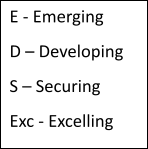 E - Emerging
D – Developing
S – Securing
Exc - Excelling